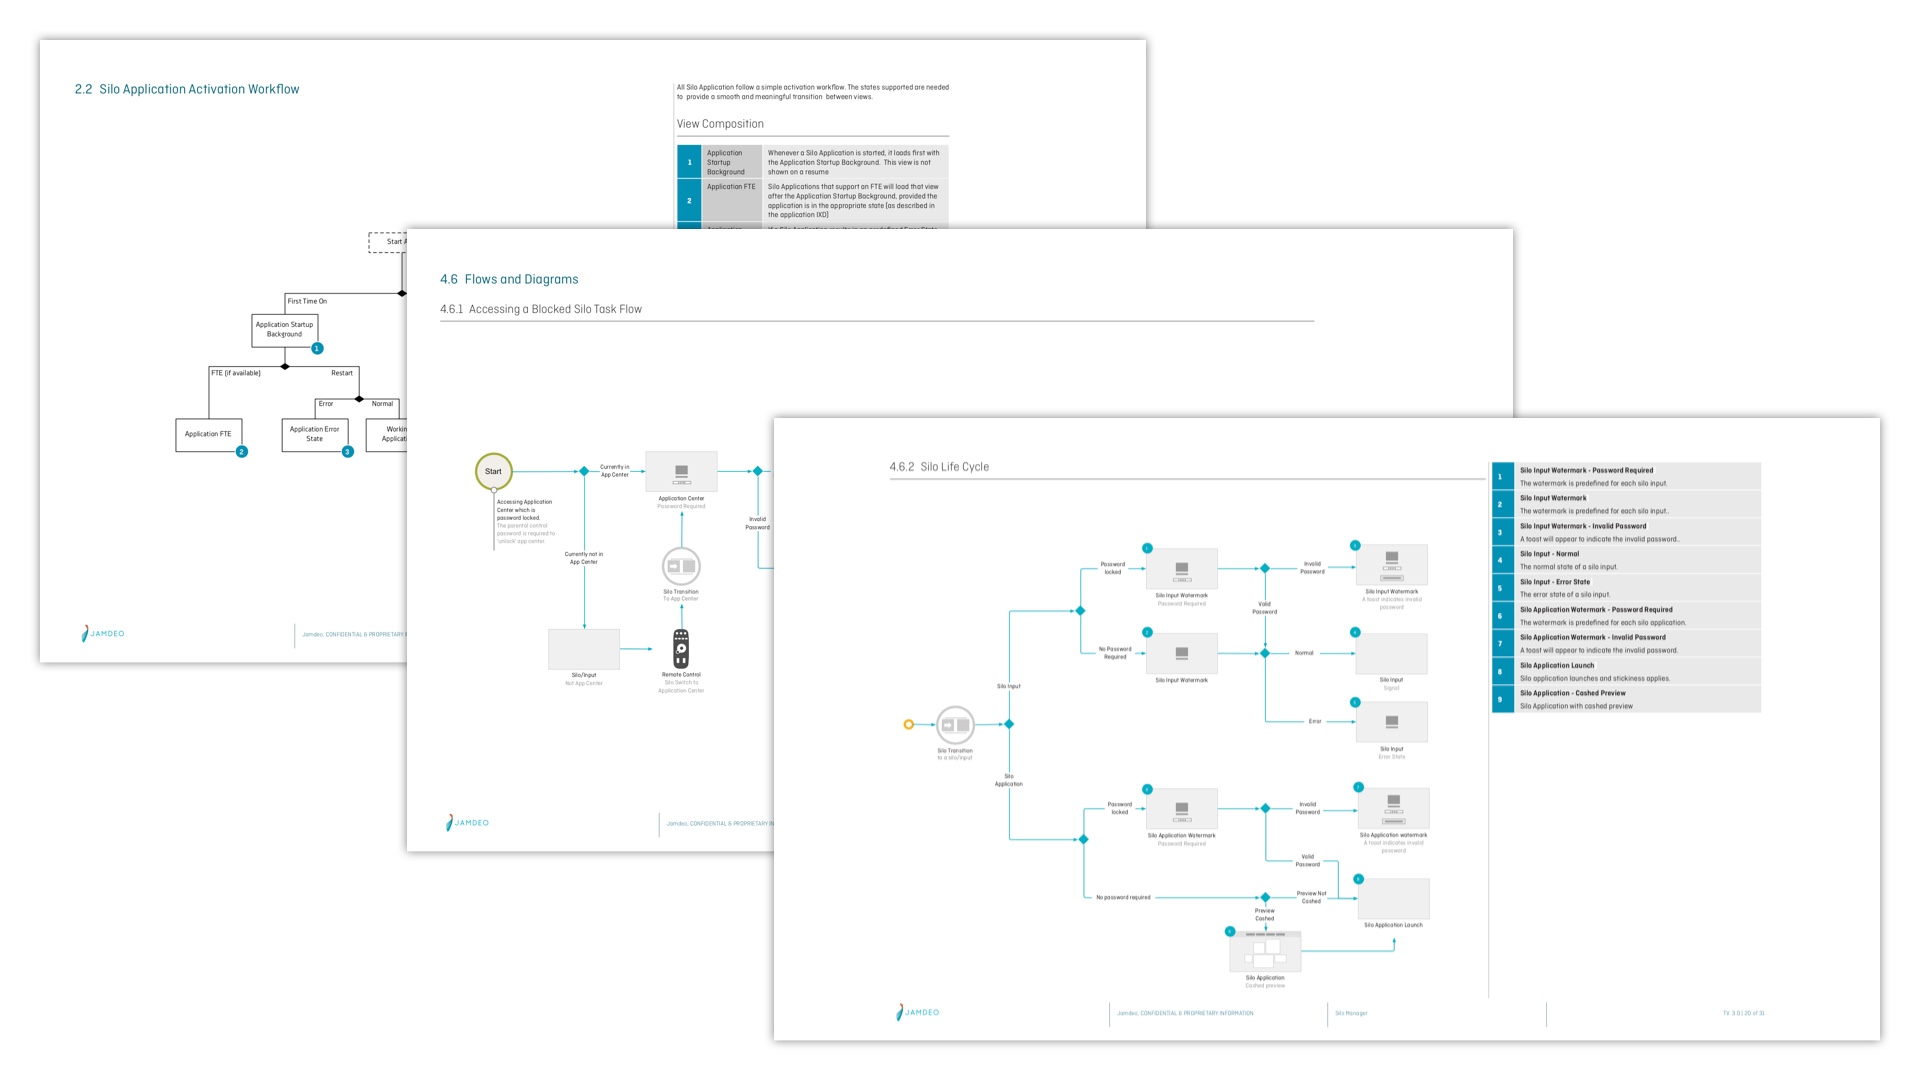 2.2 Silo Application Activation Workflow
All Silo Application follow a simple activation workflow. The states supported are needed
to provide a smooth and meaningful transition between views.
View Composition
1
Application
Startup
Background
Whenever a Silo Application is started, it loads first with
the Application Startup Background. This view is not
shown on a resume
2
Application FTE
Silo Applications that support an FTE will load that view
after the Application Startup Background, provided the
application is in the appropriate state (as described in
the application IXD)
Start A
First Time On
Application Startup
Background
1
FTE (if available)
Restart
Error
Normal
Application FTE
2
Application Error
State
3
Workin
Applicati
JAMDEO
Jamdeo, CONFIDENTIAL & PROPRIETARY
4.6 Flows and Diagrams
4.6.1 Accessing a Blocked Silo Task Flow
Start
Accessing Application
Center which is
password locked.
The parental control
password is required to
'unlock' app center.
Currently in
App Center
Application Center
Password Required
Invalid
Password
Currently not in
App Center
Silo Transition
To App Center
Silo/Input
Not App Center
Remote Control
Silo Switch to
Application Center
JAMDEO
Jamdeo, CONFIDENTIAL & PROPRIETARY IN
4.6.2 Silo Life Cycle
Silo Transition
to a silo/input
Silo Input
Silo
Application
Password
locked
1
Silo Input Watermark
Password Required
Invalid
Password
Silo Input Watermark
A toast indicates invalid
password
Valid
Password
No Password
Required
2
Silo Input Watermark
Normal
4
Silo Input
Signal
Error
5
Silo Input
Error State
Password
locked
Silo Application Watermark
Password Required
Invalid
Password
7
Silo Application watermark
A toast indicates invalid
password
Valid
Password
No password required
Preview Not
Cashed
Silo Application Launch
Preview
Cashed
Silo Application
Cashed preview
1
Silo Input Watermark - Password Required
The watermark is predefined for each silo input.
2
Silo Input Watermark
The watermark is predefined for each silo input..
3
Silo Input Watermark - Invalid Password
A toast will appear to indicate the invalid password..
4
Silo Input - Normal
The normal state of a silo input.
5
Silo Input - Error State
The error state of a silo input.
6
Silo Application Watermark - Password Required
The watermark is predefined for each silo application.
7
Silo Application Watermark - Invalid Password
A toast will appear to indicate the invalid password.
8
Silo Application Launch
Silo application launches and stickiness applies.
9
Silo Application - Cashed Preview
Silo Application with cashed preview
JAMDEO
Jamdeo, CONFIDENTIAL & PROPRIETARY INFORMATION
Silo Manager
TV 3.0 | 20 of 31